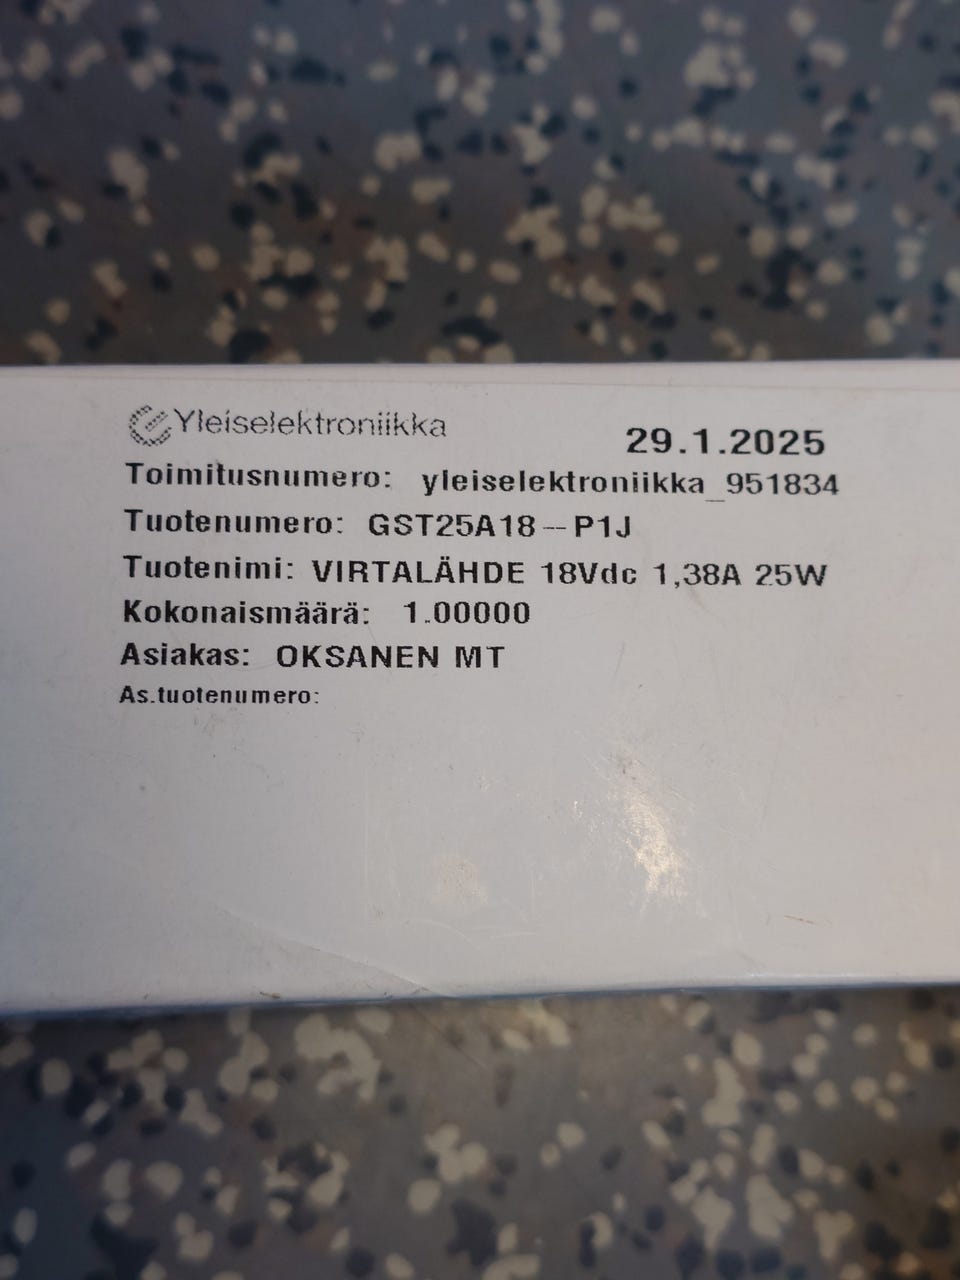 Yleiselektroniikka
29.1.2025
Toimitusnumero: yleiselektroniikka_951834
Tuotenumero: GST25A18-P1J
Tuotenimi: VIRTALÄHDE 18Vdc 1,38A 25W
Kokonaismäärä: 1.00000
Asiakas: OKSANEN MT
As.tuotenumero: